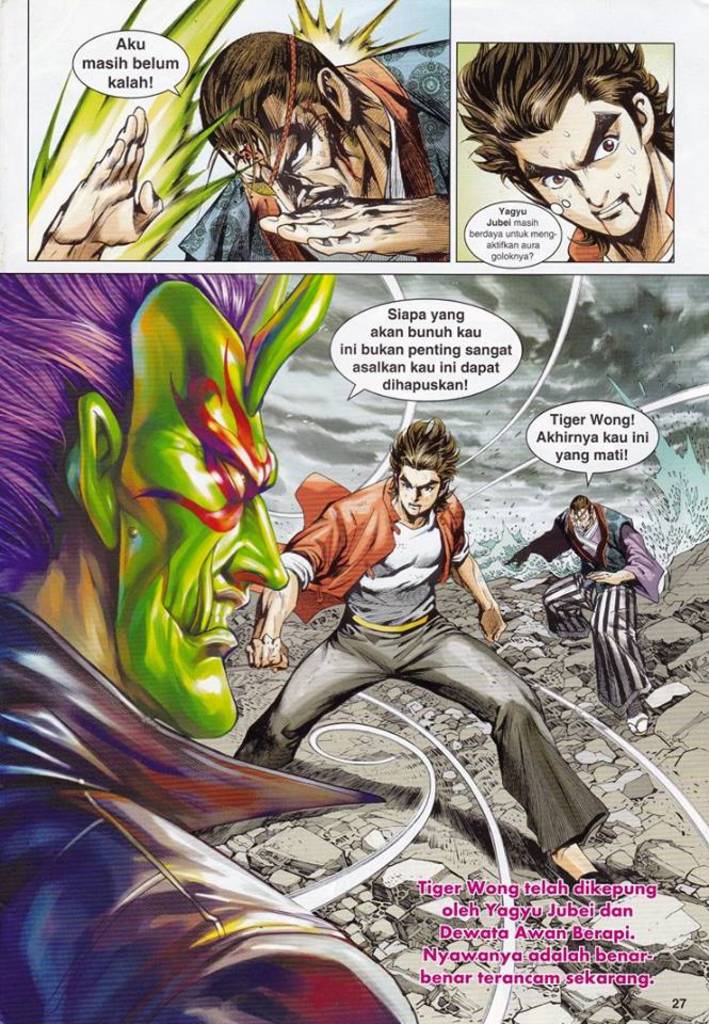 Aku
masih belum
kalah!
Yagyu
Jubei masih
berdaya untuk meng-
aktifkan aura
goloknya?
Siapa yang
akan bunuh kau
ini bukan penting sangat
asalkan kau ini dapat
dihapuskan!
Tiger Wong!
Akhirnya kau ini
yang mati!
Tiger Wong telah dikepung
oleh Yagyu Jubei dan
Dewata Awan Berapi.
Nyawanya adalah benar-
benar terancam sekarang.
27